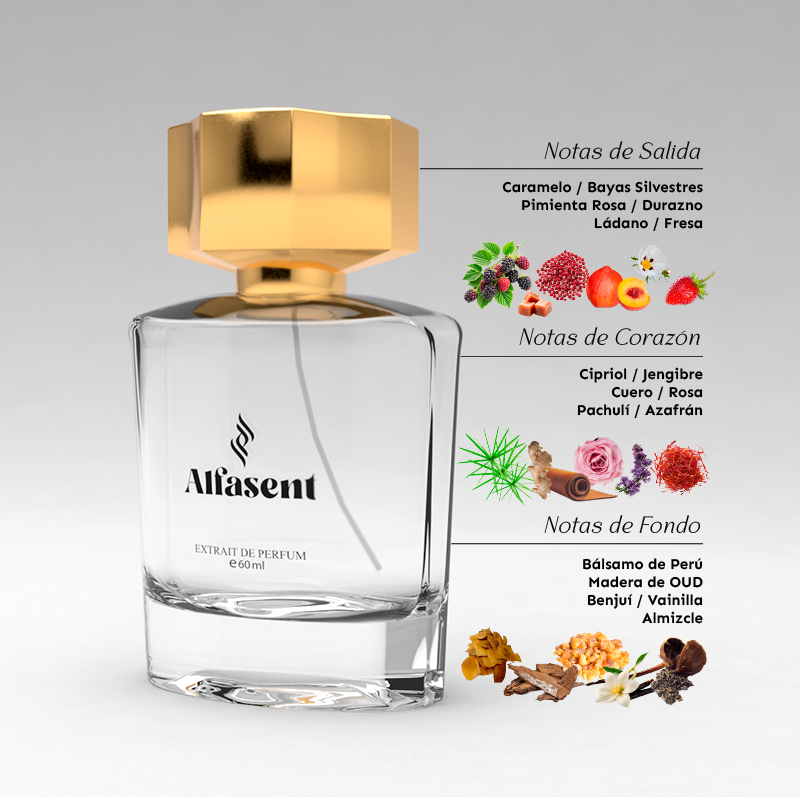 Notas de Salida
Caramelo / Bayas Silvestres
Pimienta Rosa / Durazno
Ládano / Fresa
Notas de Corazón
Cipriol / Jengibre
Cuero / Rosa
Pachulí / Azafrán
Alfasent
EXTRAIT DE PERFUM
℮60ml
Notas de Fondo
Bálsamo de Perú
Madera de OUD
Benjuí / Vainilla
Almizcle